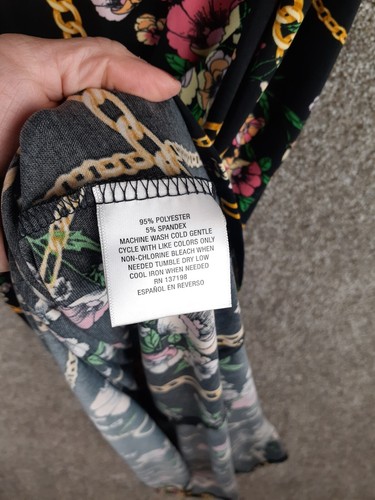 95% POLYESTER
5% SPANDEX
MACHINE WASH COLD GENTLE
CYCLE WITH LIKE COLORS ONLY
NON-CHLORINE BLEACH WHEN
NEEDED TUMBLE DRY LOW
COOL IRON WHEN NEEDED
RN 137198
ESPAÑOL EN REVERSO